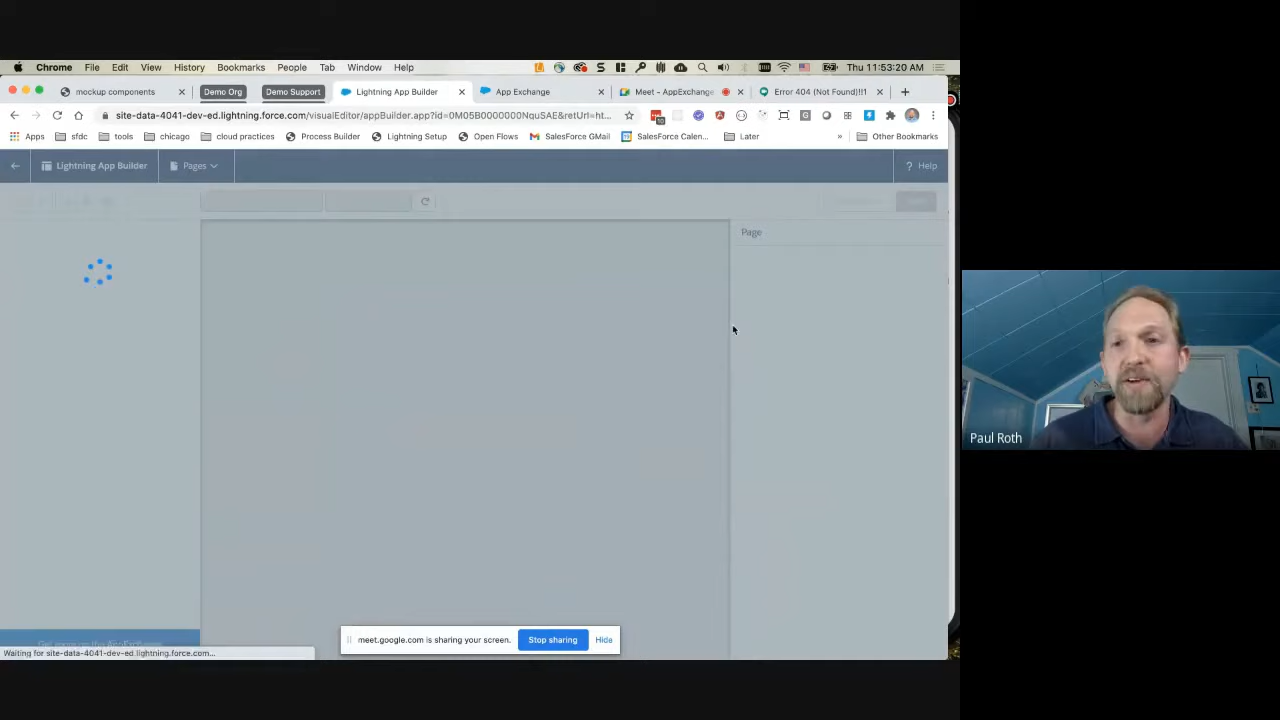 Chrome File Edit View History Bookmarks People Tab Window Help Thu 11:53:20 AM
mockup components Demo Org Demo Support Lightning App Builder App Exchange Meet – AppExchange Error 404 (Not Found)!!1
site-data-4041-dev-ed.lightning.force.com/visualEditor/appBuilder.app?id=0M05B0000000NquSAE&retUrl=ht...
Apps sfdc tools chicago cloud practices Process Builder Lightning Setup Open Flows SalesForce GMail SalesForce Calen... Later » Other Bookmarks
Lightning App Builder Pages ? Help
Page
Paul Roth
meet.google.com is sharing your screen. Stop sharing Hide
Get more on the AppExchange
Waiting for site-data-4041-dev-ed.lightning.force.com...